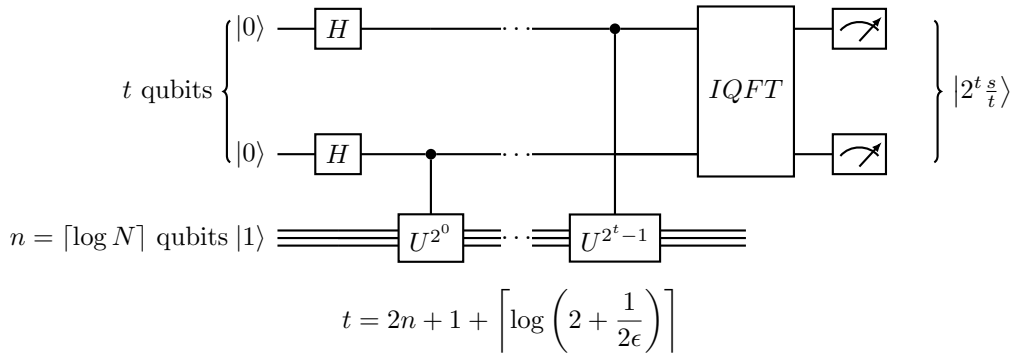 |0⟩ H ··· IQFT
t qubits |2^t s/t⟩
|0⟩ H ···
n = ⌈log N⌉ qubits |1⟩ U^{2^0} ··· U^{2^t−1}
t = 2n + 1 + ⌈log (2 + 1/(2ϵ))⌉